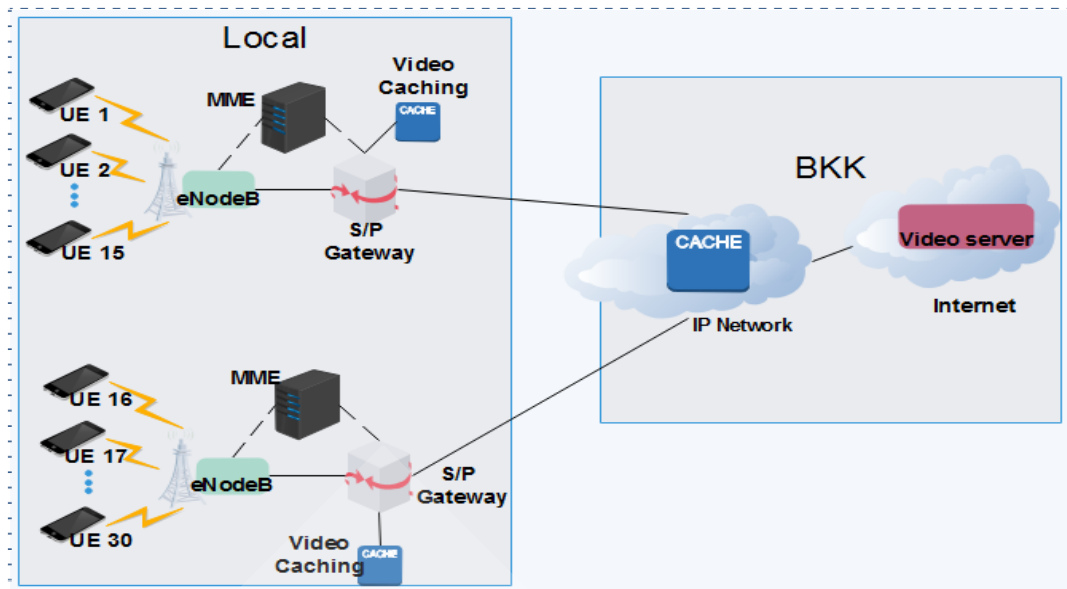 Local
Video
Caching
CACHE
MME
UE 1
UE 2
eNodeB
UE 15
S/P
Gateway
BKK
CACHE
Video server
IP Network
Internet
MME
UE 16
UE 17
eNodeB
S/P
Gateway
UE 30
Video
Caching
CACHE